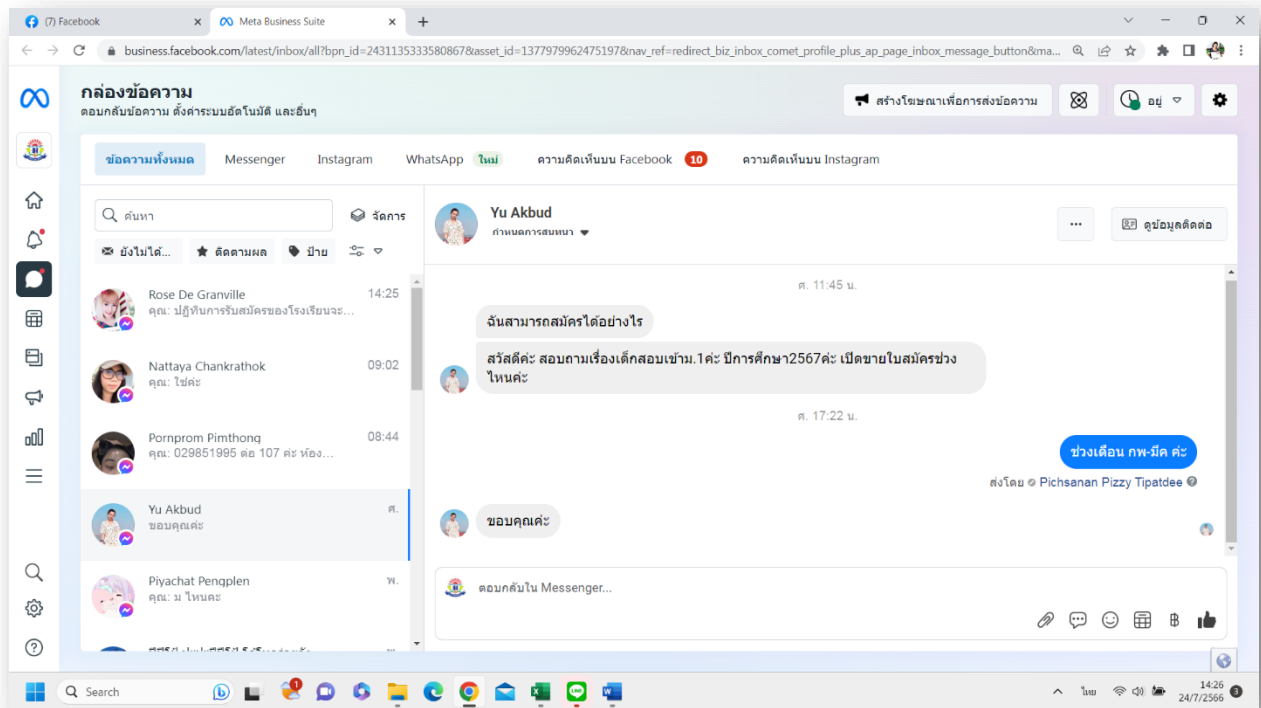 (7) Facebook
Meta Business Suite
business.facebook.com/latest/inbox/all?bpn_id=243113533580867&asset_id=1377979962475197&nav_ref=redirect_biz_inbox_comet_profile_plus_ap_page_inbox_message_button&ma...
กล่องข้อความ
ตอบกลับข้อความ ตั้งค่าระบบอัตโนมัติ และอื่นๆ
สร้างโฆษณาเพื่อการส่งข้อความ
อยู่
ข้อความทั้งหมด
Messenger
Instagram
WhatsApp ใหม่
ความคิดเห็นบน Facebook 10
ความคิดเห็นบน Instagram
ค้นหา
จัดการ
ยังไม่ได้...
ติดตามผล
ป้าย
Rose De Granville 14:25
คุณ: ปฏิทินการรับสมัครของโรงเรียนจะ...
Nattaya Chankrathok 09:02
คุณ: ใช่ค่ะ
Pornprom Pimthong 08:44
คุณ: 029851995 ต่อ 107 ค่ะ ห้อง...
Yu Akbud ศ.
ขอบคุณค่ะ
Piyachat Pengplen พ.
คุณ: ม ไหนคะ
Yu Akbud
กำหนดการสนทนา
...
ดูข้อมูลติดต่อ
ศ. 11:45 น.
ฉันสามารถสมัครได้อย่างไร
สวัสดีค่ะ สอบถามเรื่องเด็กสอบเข้าม.1ค่ะ ปีการศึกษา2567ค่ะ เปิดขายใบสมัครช่วง
ไหนค่ะ
ศ. 17:22 น.
ช่วงเดือน กพ-มีค ค่ะ
ส่งโดย Pichsanan Pizzy Tipatdee
ขอบคุณค่ะ
ตอบกลับใน Messenger...
Search
ไทย
14:26
24/7/2566
3